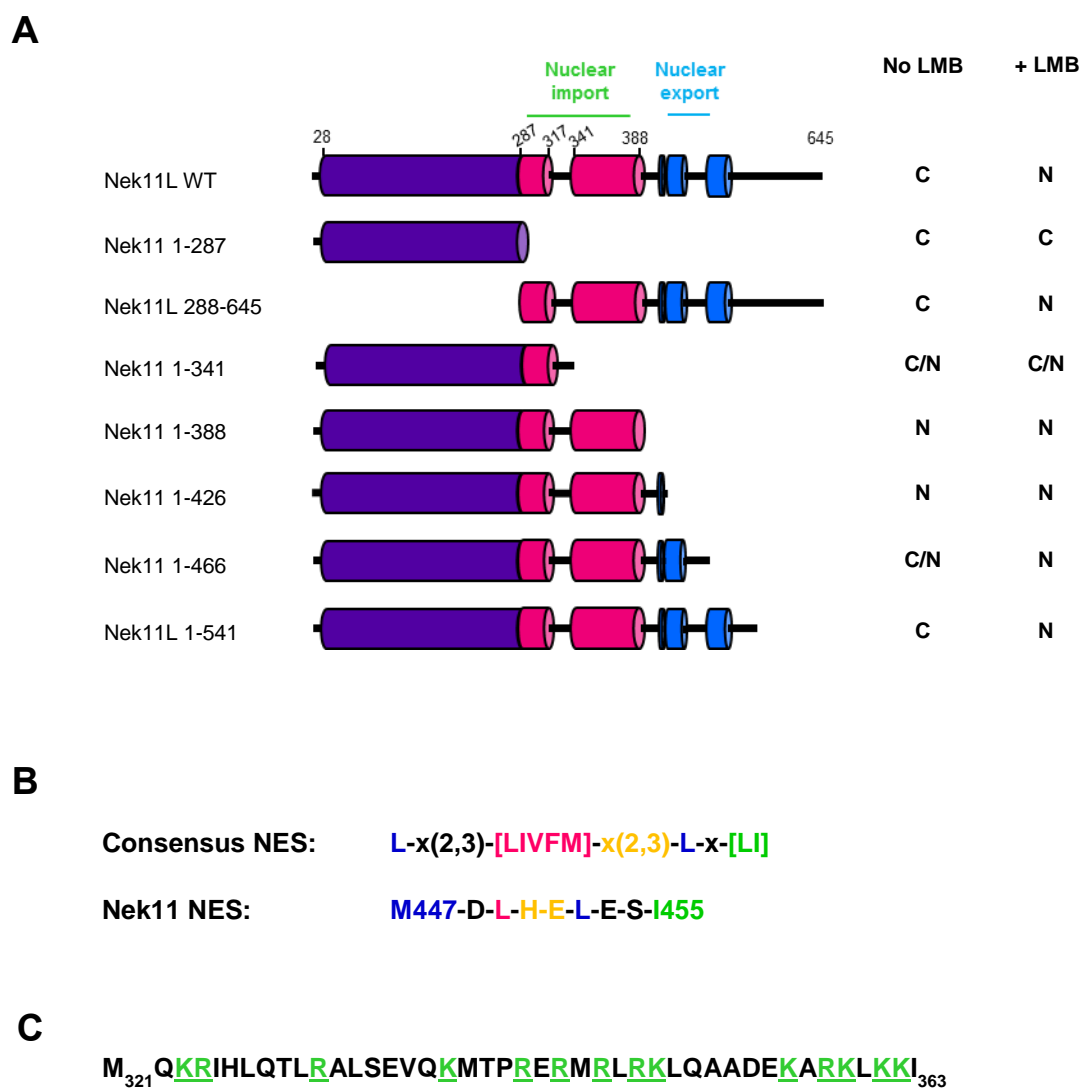 A
Nuclear import Nuclear export No LMB + LMB
28 287 317 341 388 645
Nek11L WT C N
Nek11 1-287 C C
Nek11L 288-645 C N
Nek11 1-341 C/N C/N
Nek11 1-388 N N
Nek11 1-426 N N
Nek11 1-466 C/N N
Nek11L 1-541 C N
B
Consensus NES: L-x(2,3)-[LIVFM]-x(2,3)-L-x-[LI]
Nek11 NES: M447-D-L-H-E-L-E-S-I455
C
M321QKRIHLQTLRALSEVQKMTPRERMRLRKLQAADEKARKLKKI363